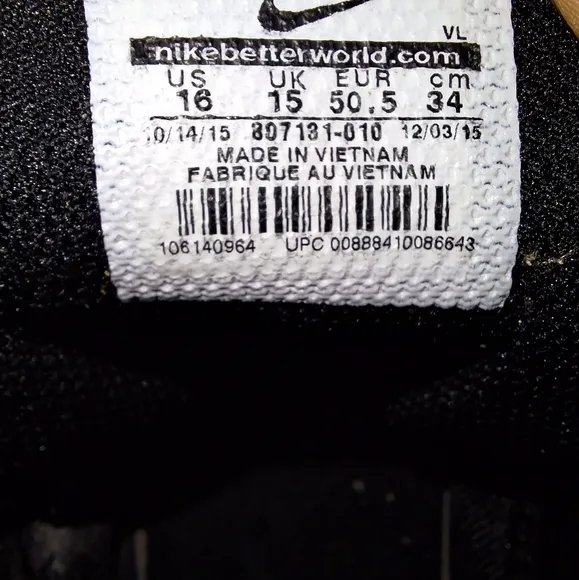 VL
nikebetterworld.com
US UK EUR cm
16 15 50.5 34
10/14/15 807131-010 12/03/15
MADE IN VIETNAM
FABRIQUE AU VIETNAM
106140964 UPC 00888410086643